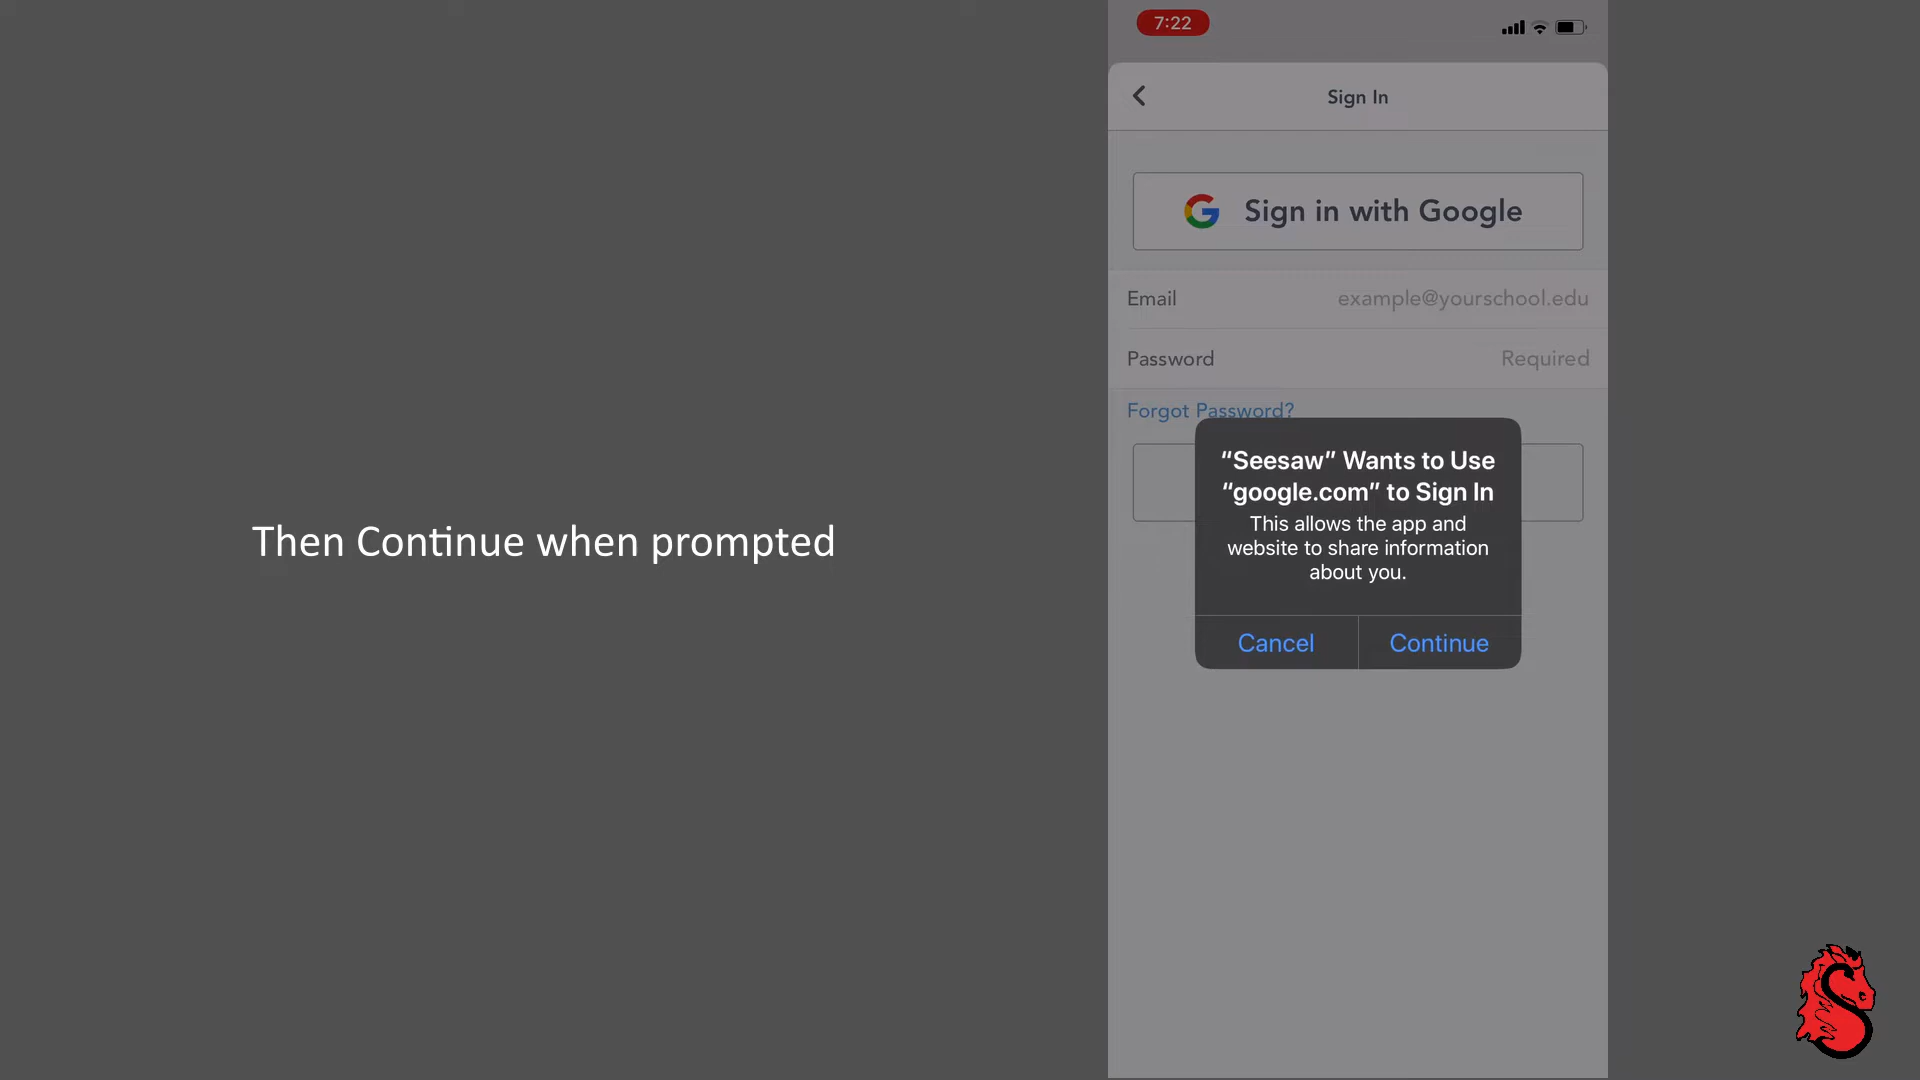 Then Continue when prompted
7:22
Sign In
Sign in with Google
Email example@yourschool.edu
Password Required
Forgot Password?
“Seesaw” Wants to Use
“google.com” to Sign In
This allows the app and
website to share information
about you.
Cancel Continue
S